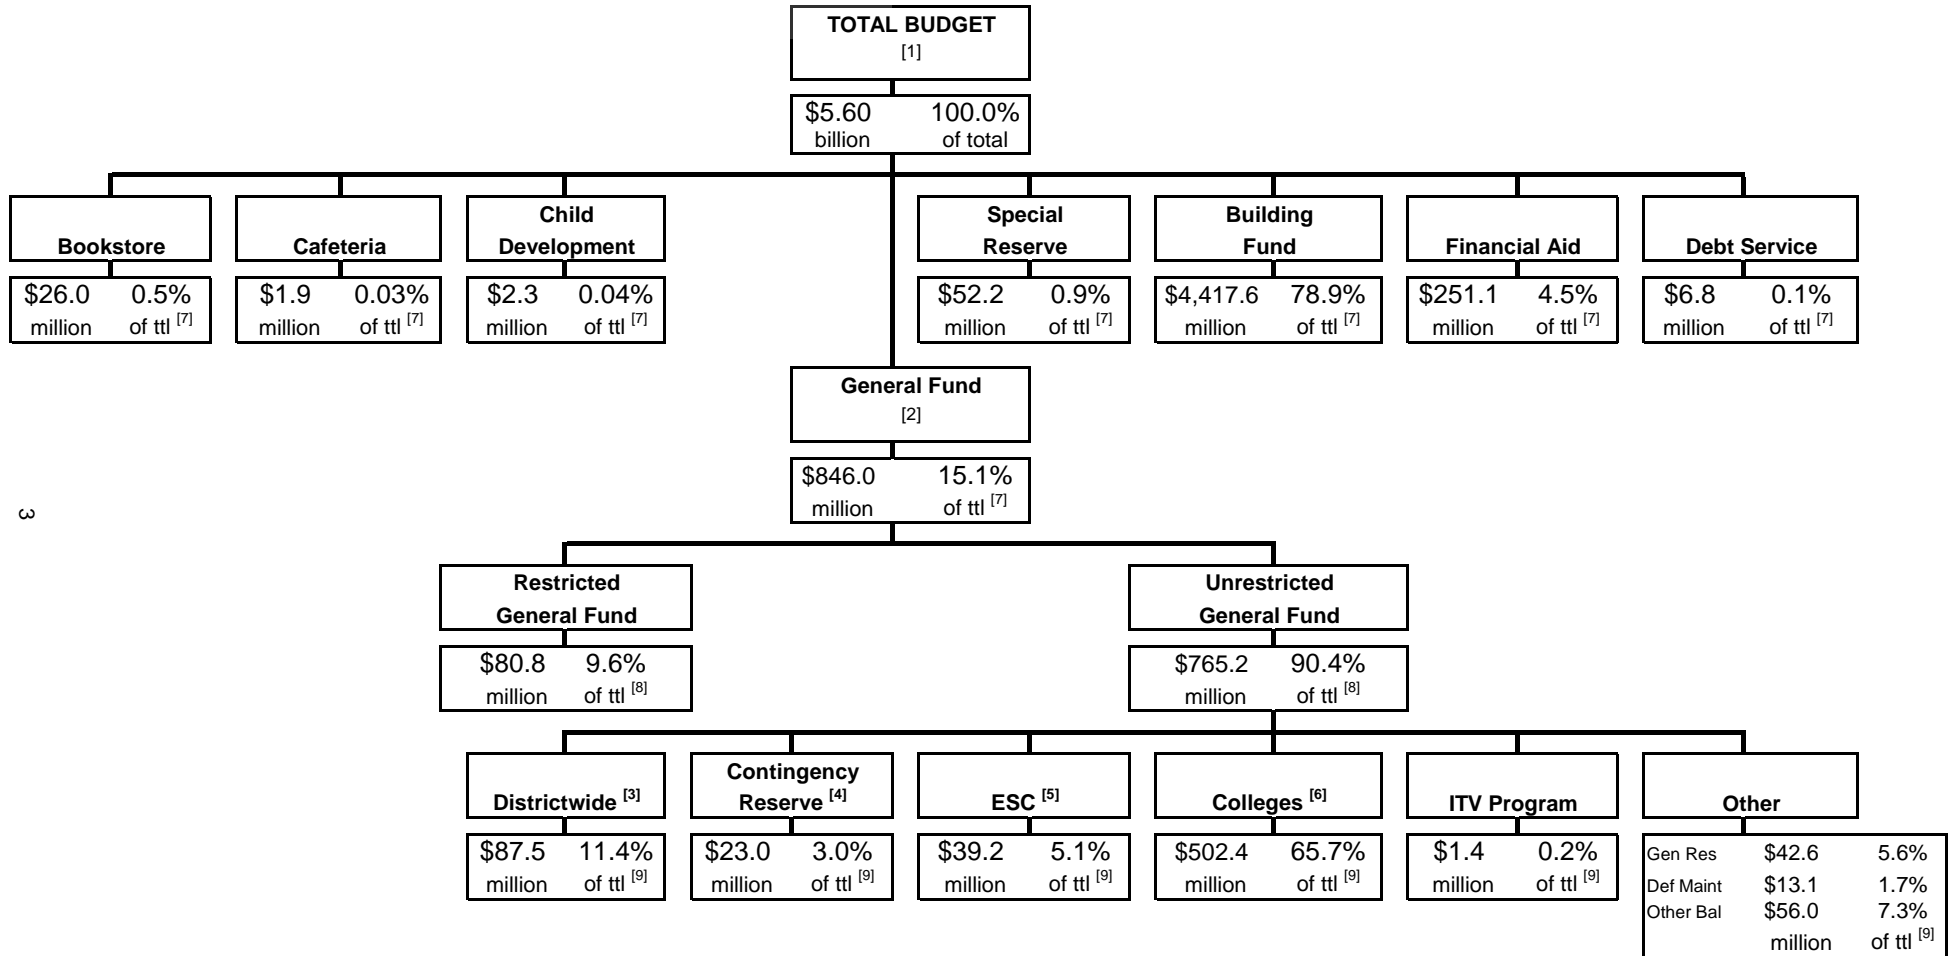 TOTAL BUDGET
[1]
$5.60 100.0%
billion of total
Bookstore
$26.0 0.5%
million of ttl [7]
Cafeteria
$1.9 0.03%
million of ttl [7]
Child
Development
$2.3 0.04%
million of ttl [7]
Special
Reserve
$52.2 0.9%
million of ttl [7]
Building
Fund
$4,417.6 78.9%
million of ttl [7]
Financial Aid
$251.1 4.5%
million of ttl [7]
Debt Service
$6.8 0.1%
million of ttl [7]
General Fund
[2]
$846.0 15.1%
million of ttl [7]
3
Restricted
General Fund
$80.8 9.6%
million of ttl [8]
Unrestricted
General Fund
$765.2 90.4%
million of ttl [8]
Districtwide [3]
$87.5 11.4%
million of ttl [9]
Contingency
Reserve [4]
$23.0 3.0%
million of ttl [9]
ESC [5]
$39.2 5.1%
million of ttl [9]
Colleges [6]
$502.4 65.7%
million of ttl [9]
ITV Program
$1.4 0.2%
million of ttl [9]
Other
Gen Res $42.6 5.6%
Def Maint $13.1 1.7%
Other Bal $56.0 7.3%
million of ttl [9]